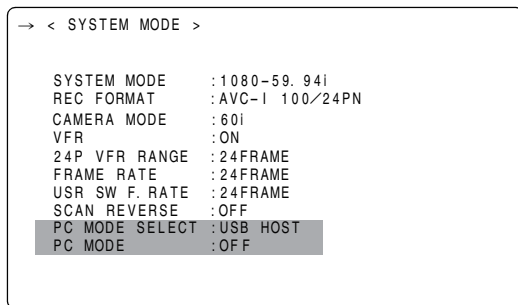 → < SYSTEM MODE >
SYSTEM MODE :1080-59.94i
REC FORMAT :AVC-I 100/24PN
CAMERA MODE :60i
VFR :ON
24P VFR RANGE :24FRAME
FRAME RATE :24FRAME
USR SW F.RATE :24FRAME
SCAN REVERSE :OFF
PC MODE SELECT :USB HOST
PC MODE :OFF